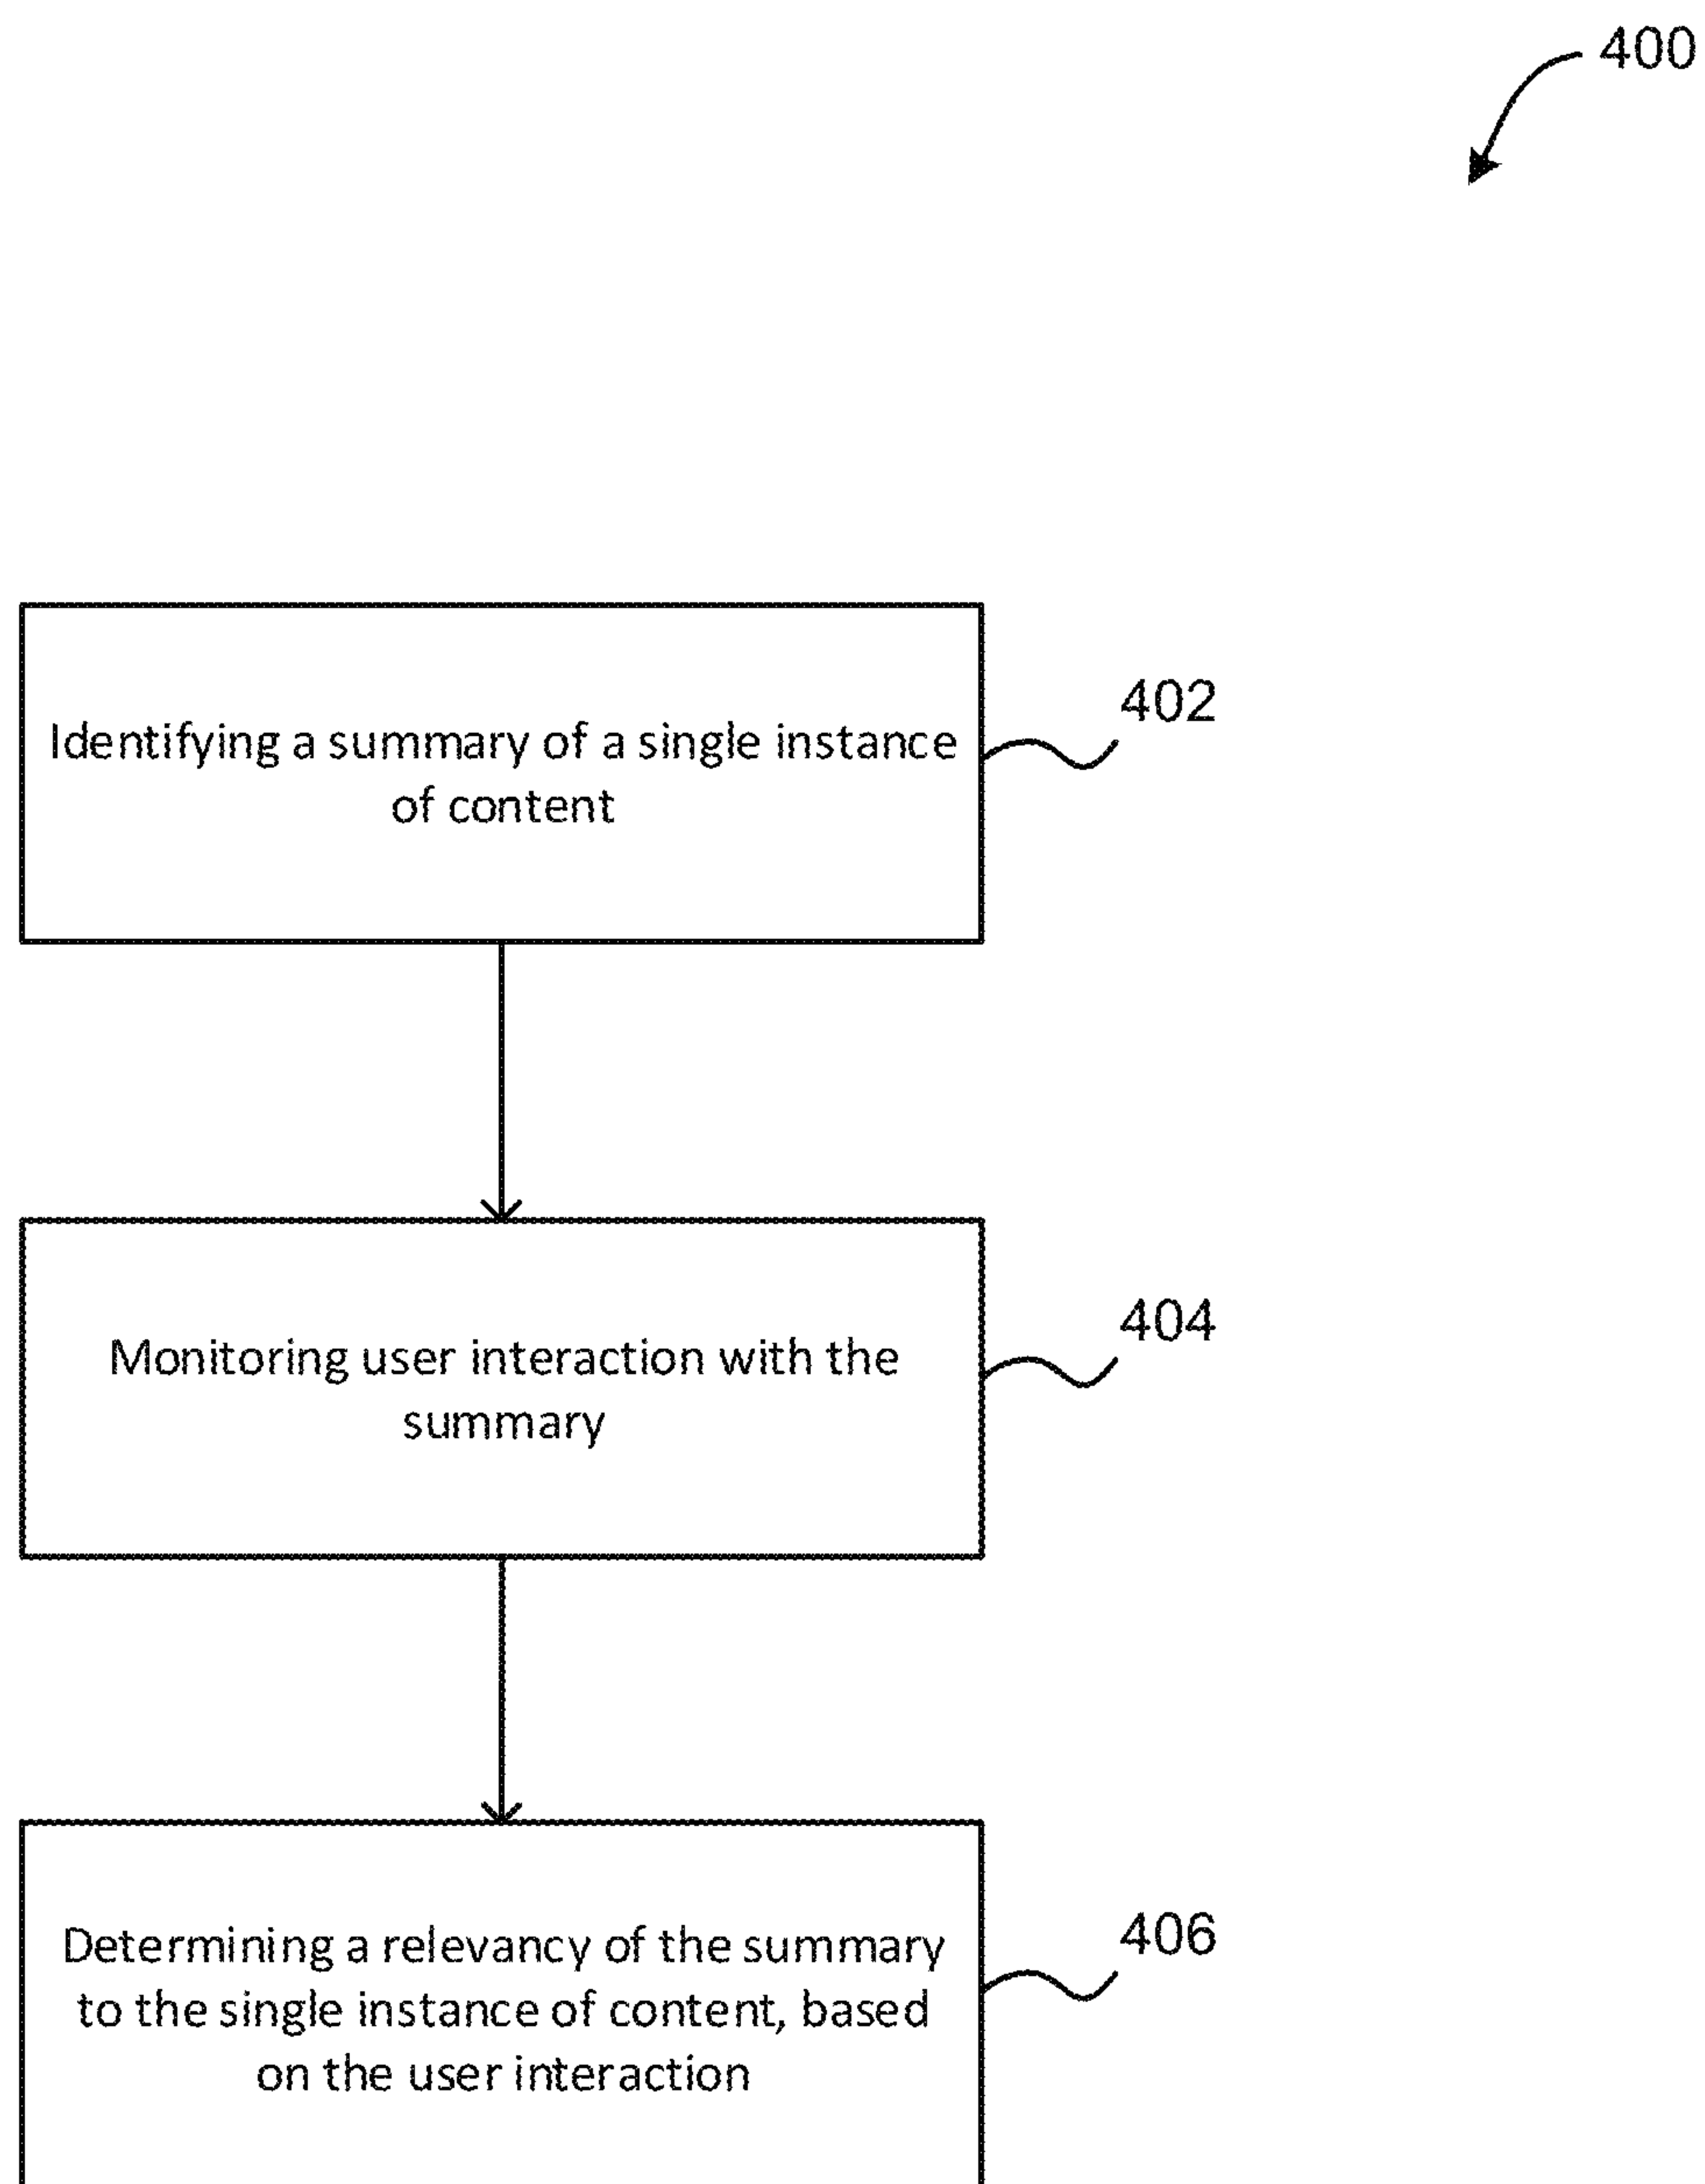 400
Identifying a summary of a single instance
of content
402
Monitoring user interaction with the
summary
404
Determining a relevancy of the summary
to the single instance of content, based
on the user interaction
406